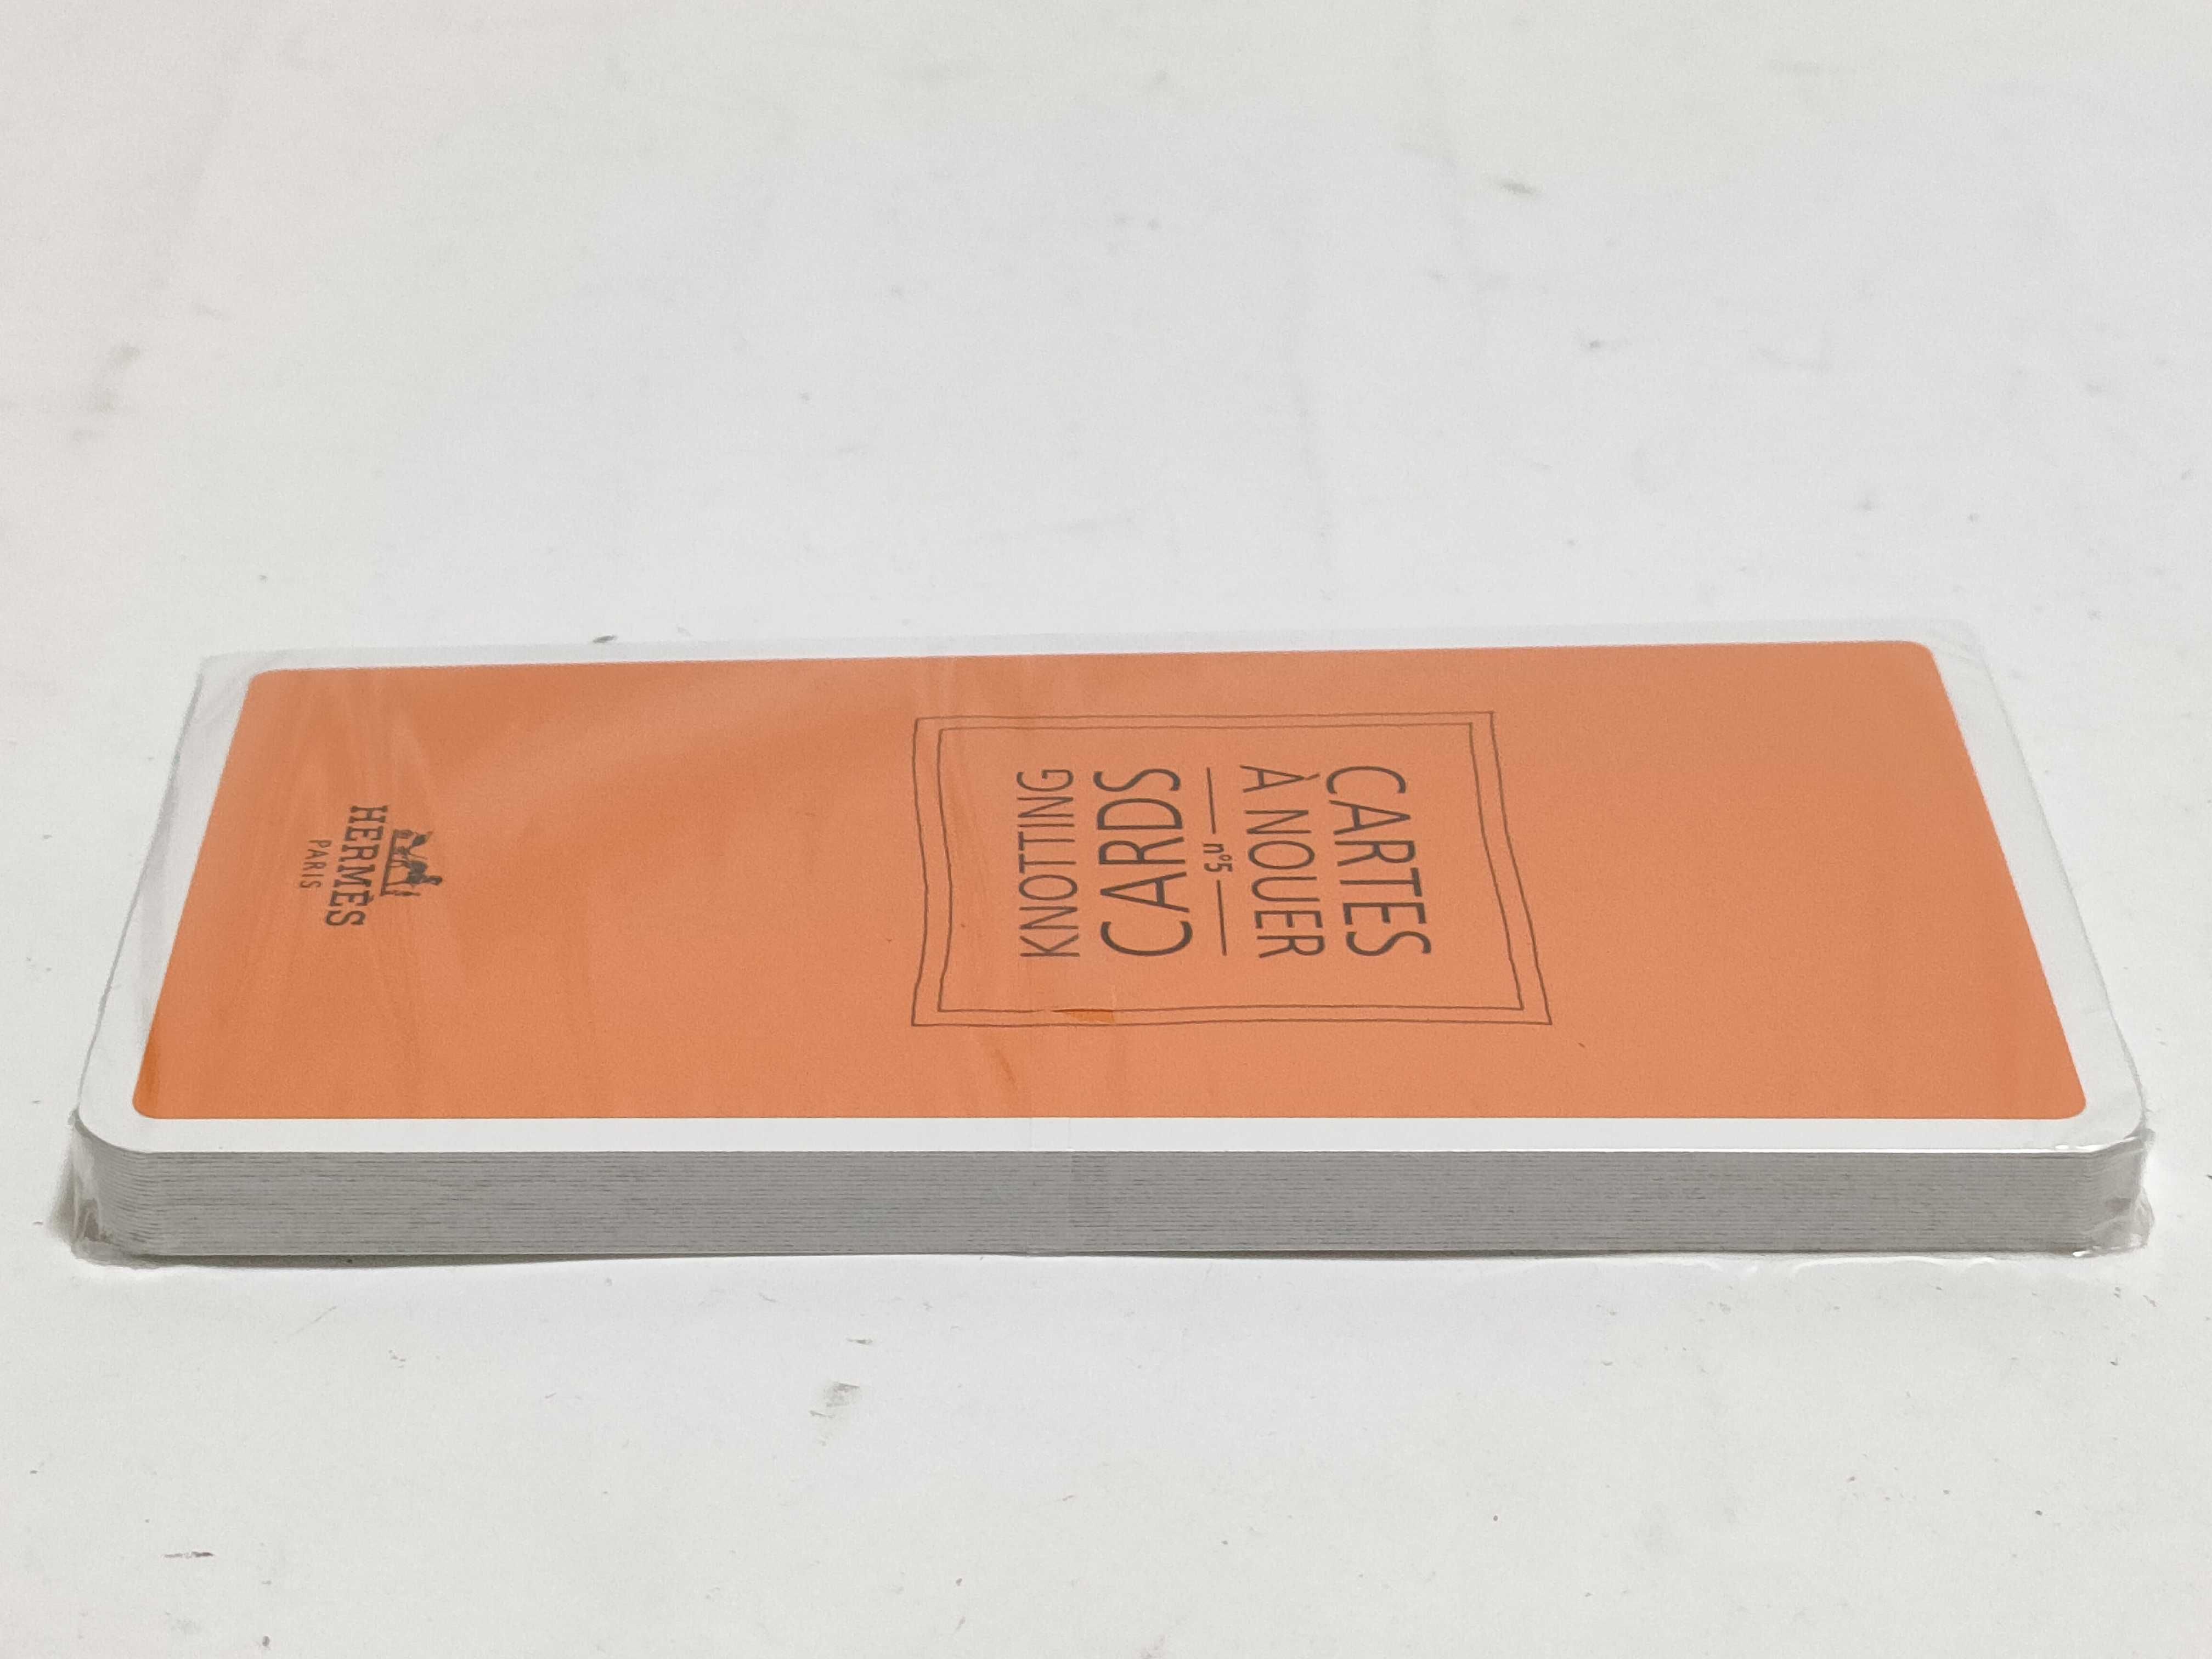 CARTES
À NOUER
n°5
CARDS
KNOTTING
HERMÈS
PARIS